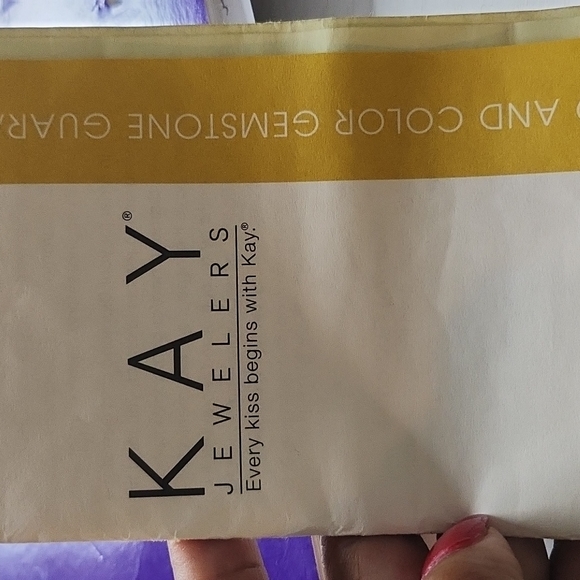 AND COLOR GEMSTONE
KAY®
JEWELERS
Every kiss begins with Kay.®